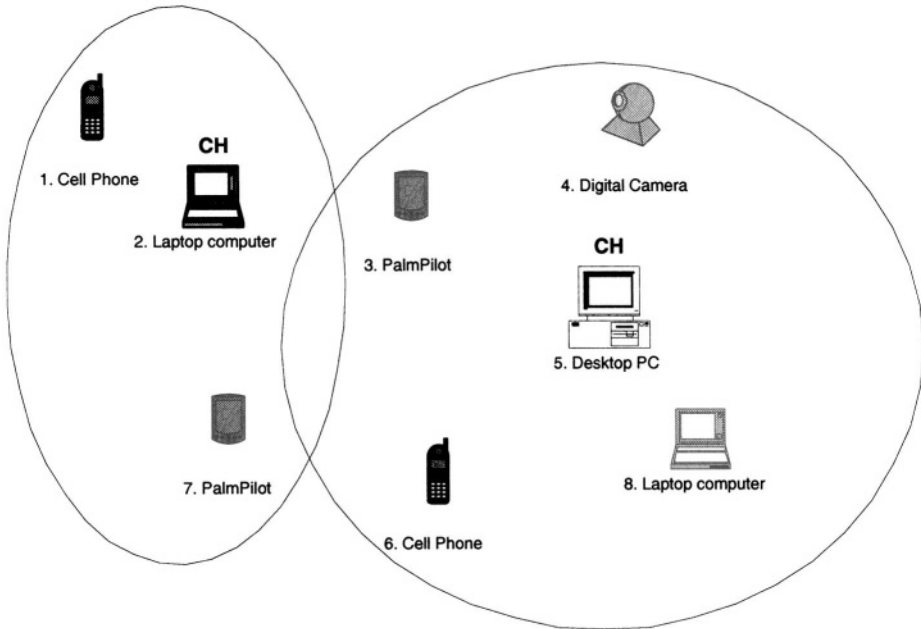 CH
1. Cell Phone
2. Laptop computer
3. PalmPilot
4. Digital Camera
CH
5. Desktop PC
7. PalmPilot
8. Laptop computer
6. Cell Phone